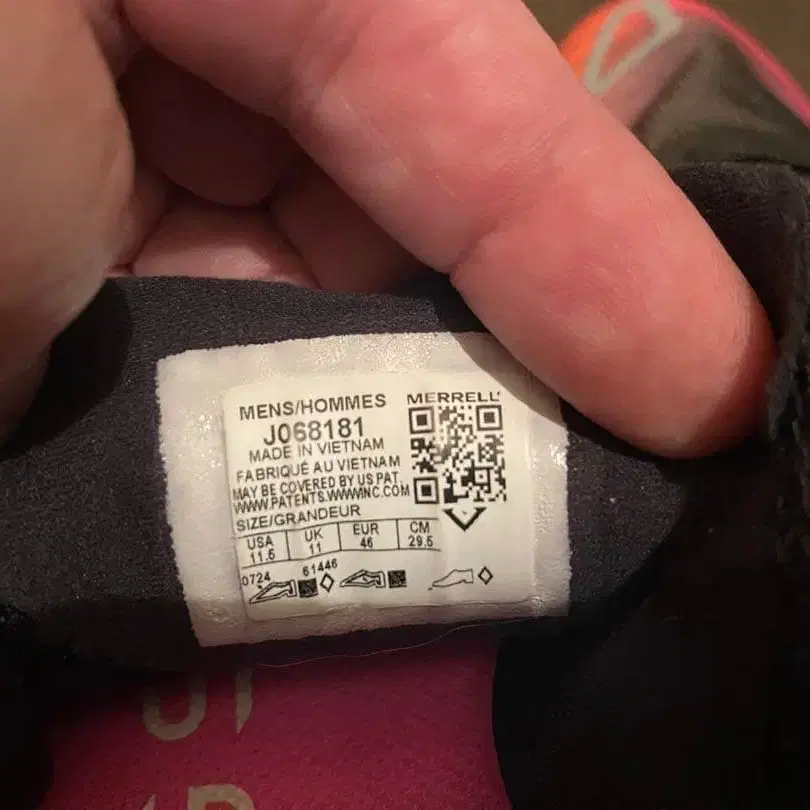 MENS/HOMMES
MERRELL
J068181
MADE IN VIETNAM
FABRIQUÉ AU VIETNAM
MAY BE COVERED BY US PAT.
WWW.PATENTS.WWWINC.COM
SIZE/GRANDEUR
USA UK EUR CM
11.5 11 46 29.5
0724 61446